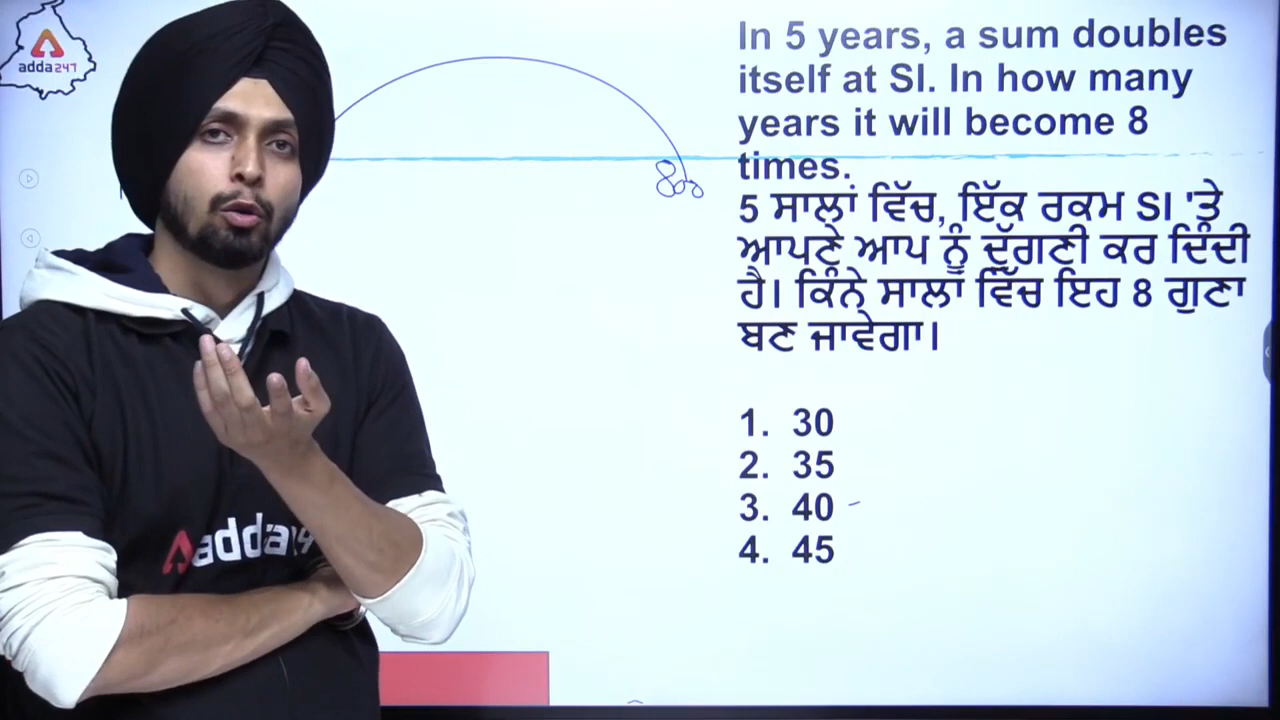 adda247
In 5 years, a sum doubles
itself at SI. In how many
years it will become 8
times.
800
5 ਸਾਲਾਂ ਵਿੱਚ, ਇੱਕ ਰਕਮ SI 'ਤੇ
ਆਪਣੇ ਆਪ ਨੂੰ ਦੁੱਗਣੀ ਕਰ ਦਿੰਦੀ
ਹੈ। ਕਿੰਨੇ ਸਾਲਾਂ ਵਿੱਚ ਇਹ 8 ਗੁਣਾ
ਬਣ ਜਾਵੇਗਾ।
1. 30
2. 35
3. 40
4. 45
adda247